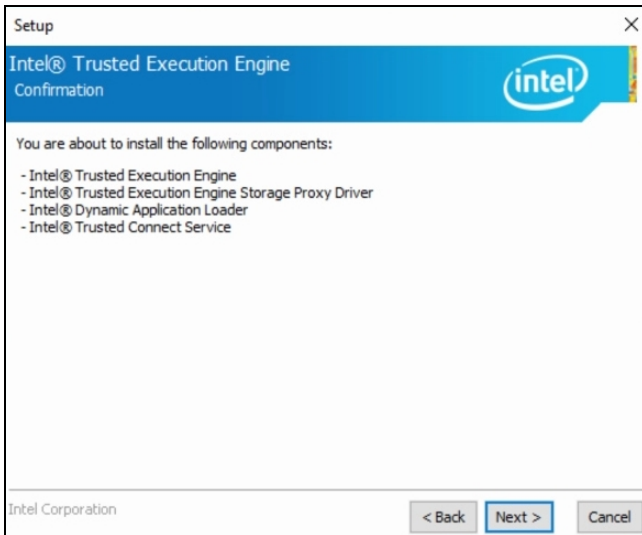 Setup
Intel® Trusted Execution Engine
Confirmation
intel
You are about to install the following components:
- Intel® Trusted Execution Engine
- Intel® Trusted Execution Engine Storage Proxy Driver
- Intel® Dynamic Application Loader
- Intel® Trusted Connect Service
Intel Corporation
< Back
Next >
Cancel